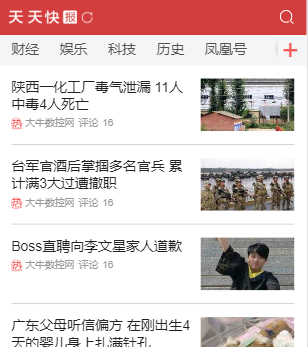 天天快报
财经 娱乐 科技 历史 凤凰号
陕西一化工厂毒气泄漏 11人
中毒4人死亡
热 大牛数控网 评论 16
台军官酒后掌掴多名官兵 累
计满3大过遭撤职
热 大牛数控网 评论 16
Boss直聘向李文星家人道歉
热 大牛数控网 评论 16
广东父母听信偏方 在刚出生4
天的婴儿身上扎满针孔